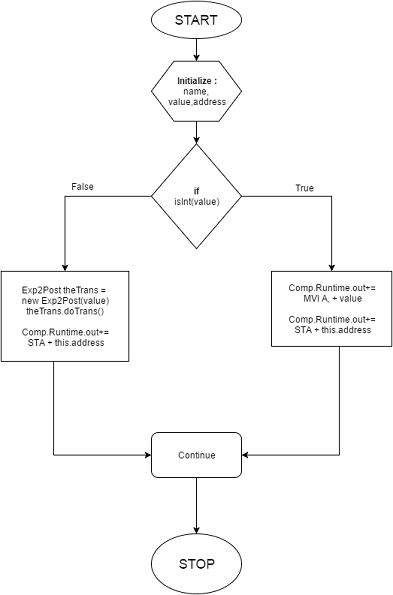 START
Initialize :
name,
value,address
if
isInt(value)
False
True
Exp2Post theTrans =
new Exp2Post(value)
theTrans.doTrans()
Comp.Runtime.out+=
STA + this.address
Comp.Runtime.out+=
MVI A, + value
Comp.Runtime.out+=
STA + this.address
Continue
STOP